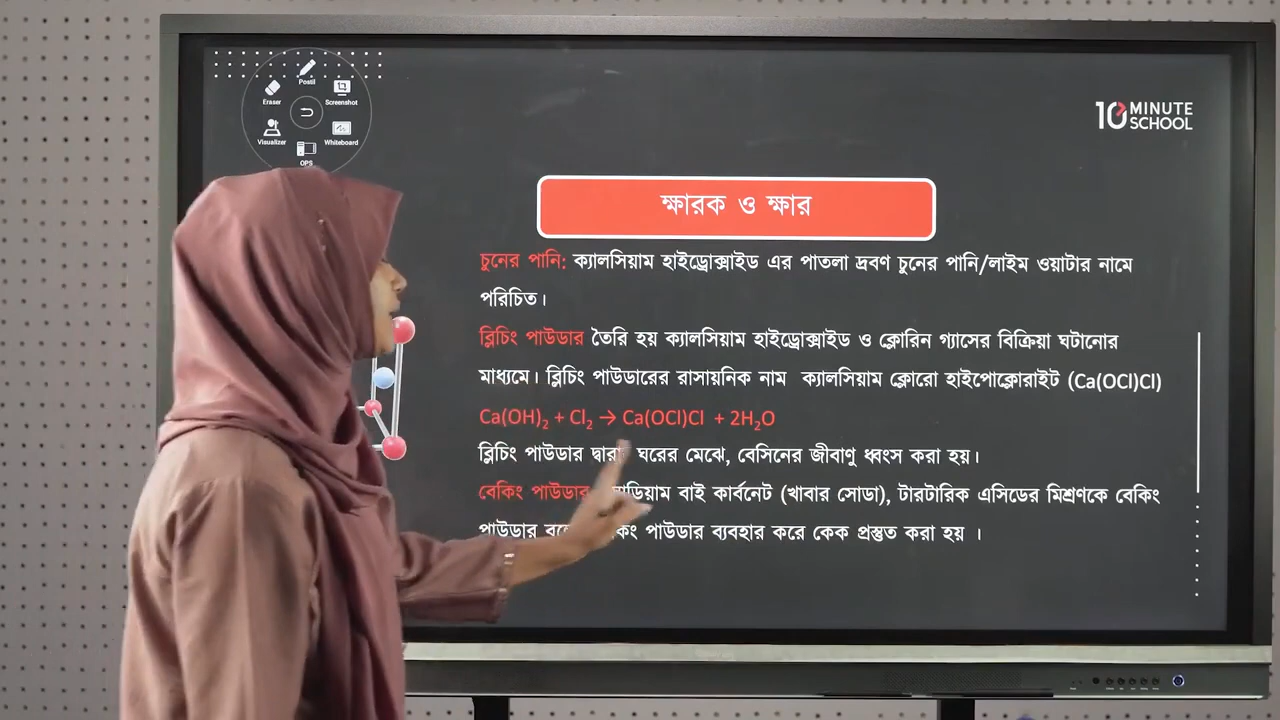 Postil
Eraser
Screenshot
Visualizer
Whiteboard
OPS
10 MINUTE
SCHOOL
ক্ষারক ও ক্ষার
চুনের পানি: ক্যালসিয়াম হাইড্রোক্সাইড এর পাতলা দ্রবণ চুনের পানি/লাইম ওয়াটার নামে
পরিচিত।
ব্লিচিং পাউডার তৈরি হয় ক্যালসিয়াম হাইড্রোক্সাইড ও ক্লোরিন গ্যাসের বিক্রিয়া ঘটানোর
মাধ্যমে। ব্লিচিং পাউডারের রাসায়নিক নাম ক্যালসিয়াম ক্লোরো হাইপোক্লোরাইট (Ca(OCl)Cl)
Ca(OH)₂ + Cl₂ → Ca(OCl)Cl + 2H₂O
ব্লিচিং পাউডার দ্বারা ঘরের মেঝে, বেসিনের জীবাণু ধ্বংস করা হয়।
বেকিং পাউডার বাই কার্বনেট (খাবার সোডা), টারটারিক এসিডের মিশ্রণকে বেকিং
পাউডার পাউডার ব্যবহার করে কেক প্রস্তুত করা হয় ।